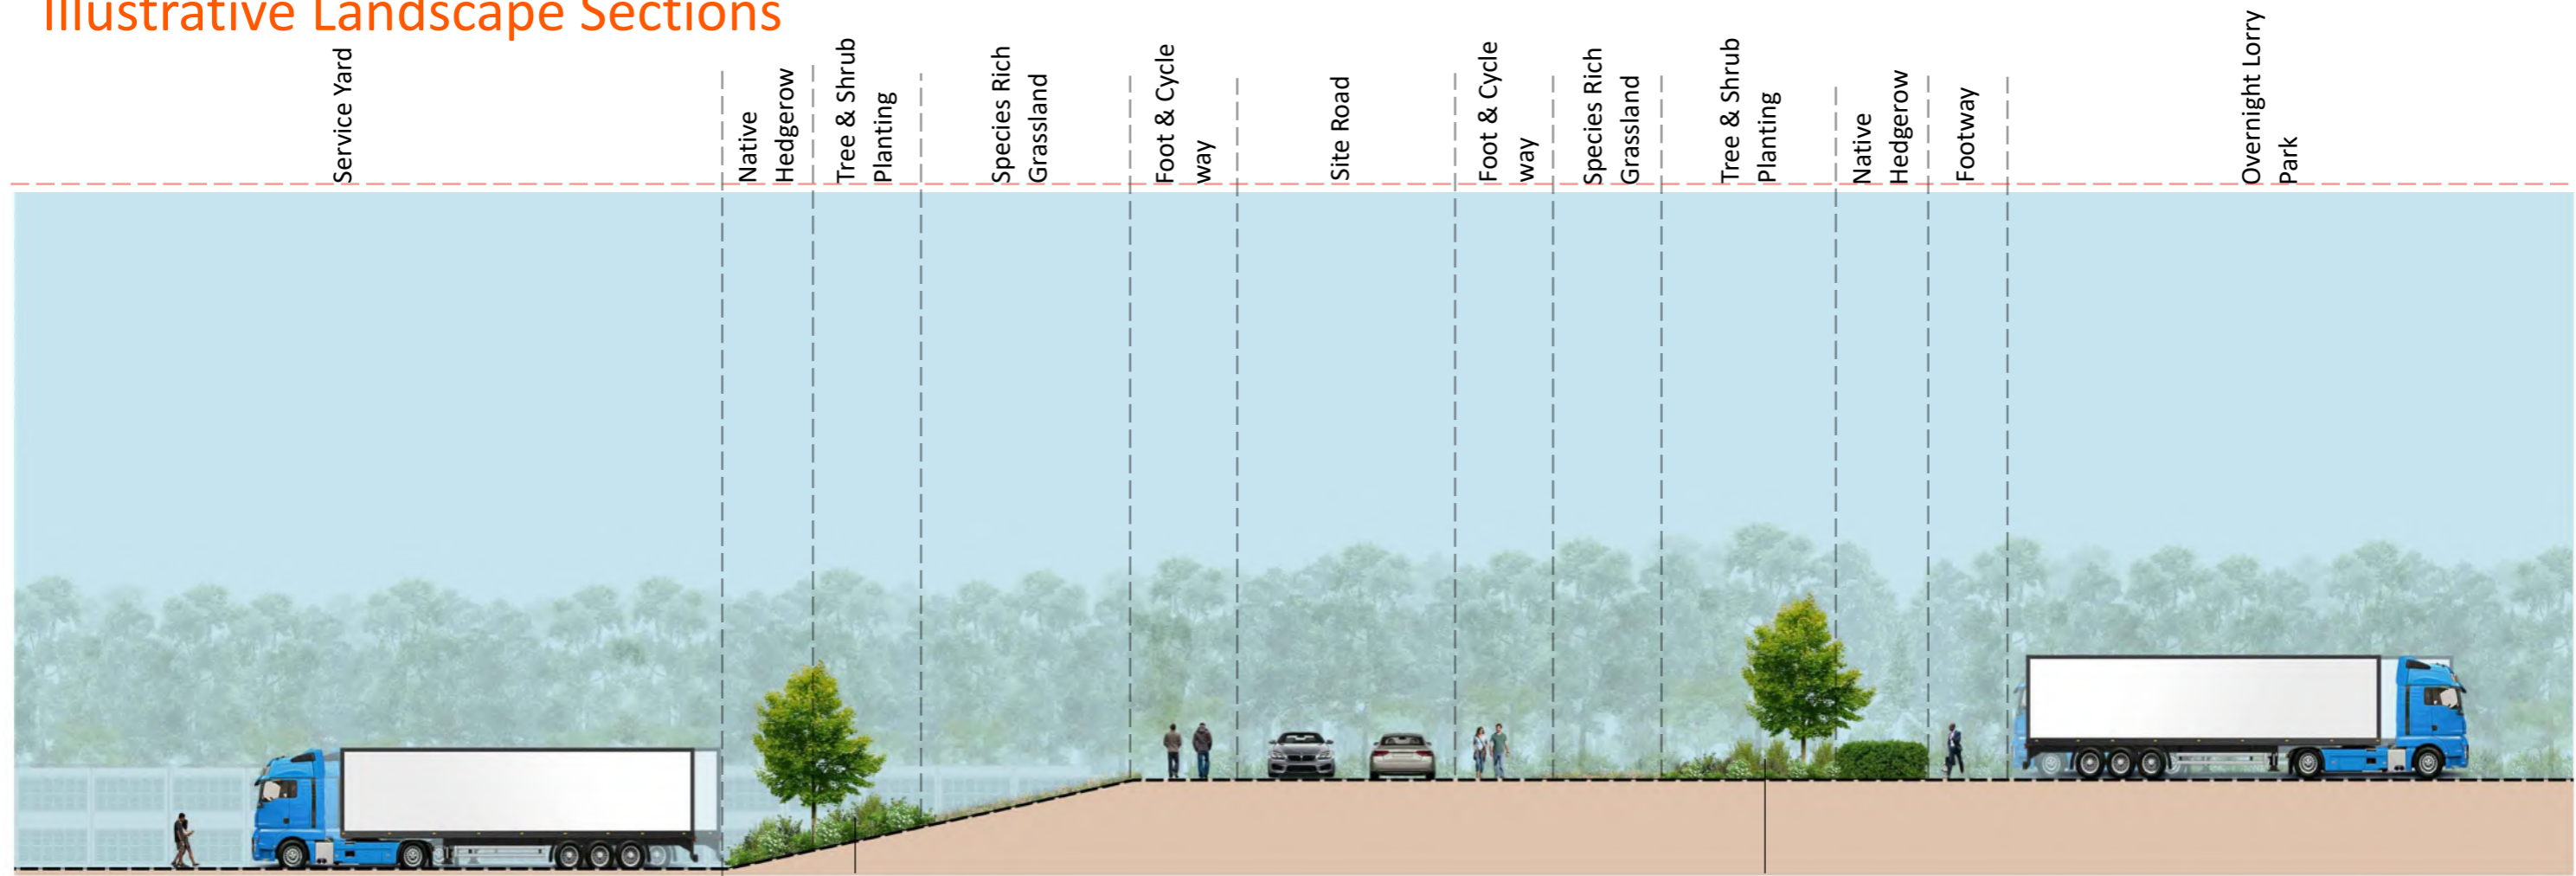 Illustrative Landscape Sections
Service Yard
Native
Hedgerow
Tree & Shrub
Planting
Species Rich
Grassland
Foot & Cycle
way
Site Road
Foot & Cycle
way
Species Rich
Grassland
Tree & Shrub
Planting
Native
Hedgerow
Footway
Overnight Lorry
Park